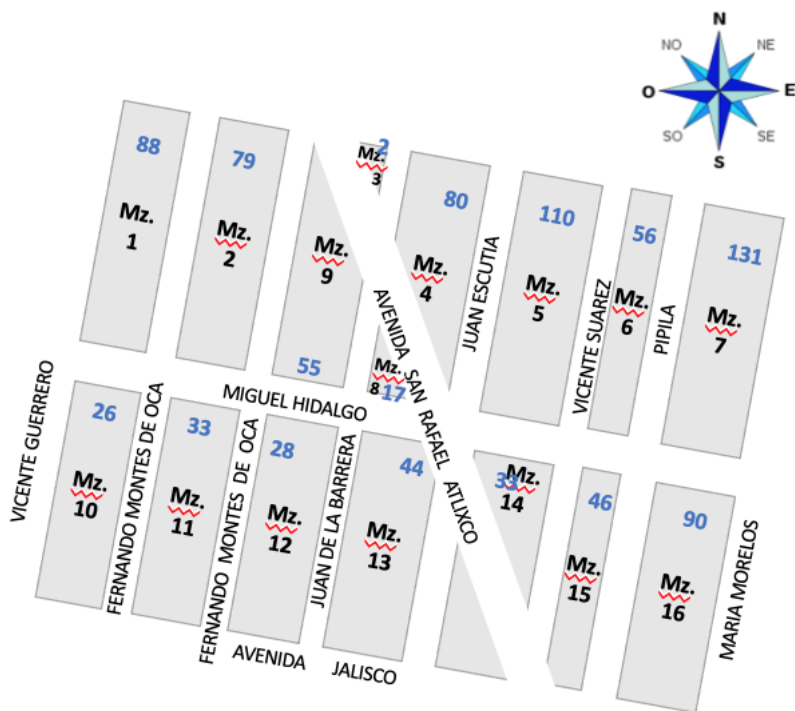 N
NO
NE
O
E
SO
SE
S
88
Mz.
1
79
Mz.
2
Mz.
9
55
2
Mz.
3
80
Mz.
4
110
Mz.
5
56
Mz.
6
131
Mz.
7
Mz.
8
17
AVENIDA SAN RAFAEL ATLIXCO
JUAN ESCUTIA
VICENTE SUAREZ
PIPILA
MIGUEL HIDALGO
VICENTE GUERRERO
26
Mz.
10
FERNANDO MONTES DE OCA
33
Mz.
11
FERNANDO MONTES DE OCA
28
Mz.
12
JUAN DE LA BARRERA
44
Mz.
13
33
Mz.
14
46
Mz.
15
90
Mz.
16
MARIA MORELOS
AVENIDA JALISCO